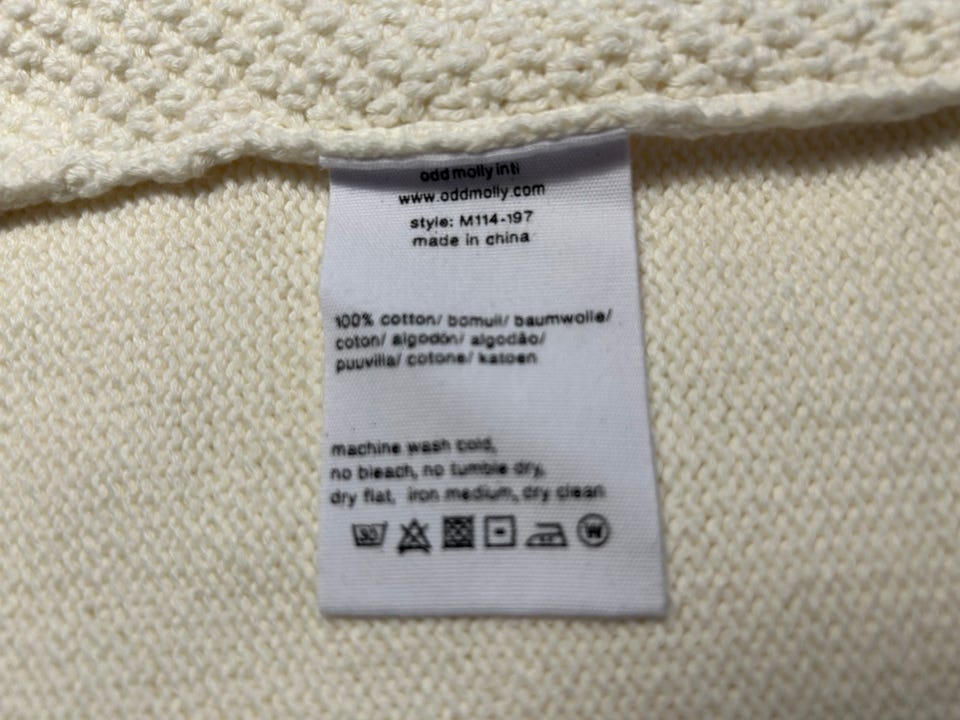 odd molly intl
www.oddmolly.com
style: M114-197
made in china
100% cotton/ bomull/ baumwolle/
coton/ algodón/ algodão/
puuvilla/ cotone/ katoen
machine wash cold,
no bleach, no tumble dry,
dry flat, iron medium, dry clean
30 W